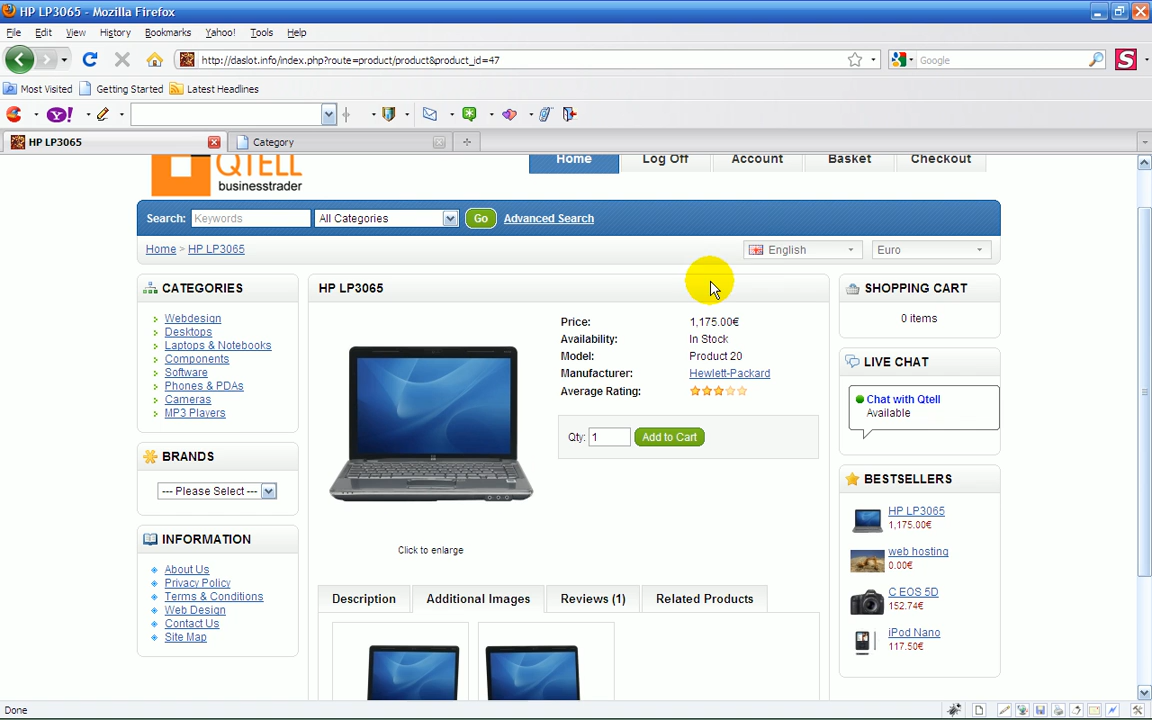 HP LP3065 - Mozilla Firefox
File Edit View History Bookmarks Yahoo! Tools Help
http://daslot.info/index.php?route=product/product&product_id=47
Google
S
Most Visited Getting Started Latest Headlines
Y!
HP LP3065 Category
QTELL
businesstrader
Home Log Off Account Basket Checkout
Search: Keywords All Categories Go Advanced Search
Home > HP LP3065
English Euro
CATEGORIES
Webdesign
Desktops
Laptops & Notebooks
Components
Software
Phones & PDAs
Cameras
MP3 Players
BRANDS
--- Please Select ---
INFORMATION
About Us
Privacy Policy
Terms & Conditions
Web Design
Contact Us
Site Map
HP LP3065
Price: 1,175.00€
Availability: In Stock
Model: Product 20
Manufacturer: Hewlett-Packard
Average Rating:
Qty: 1 Add to Cart
Click to enlarge
Description Additional Images Reviews (1) Related Products
SHOPPING CART
0 items
LIVE CHAT
Chat with Qtell
Available
BESTSELLERS
HP LP3065
1,175.00€
web hosting
0.00€
C EOS 5D
152.74€
iPod Nano
117.50€
Done